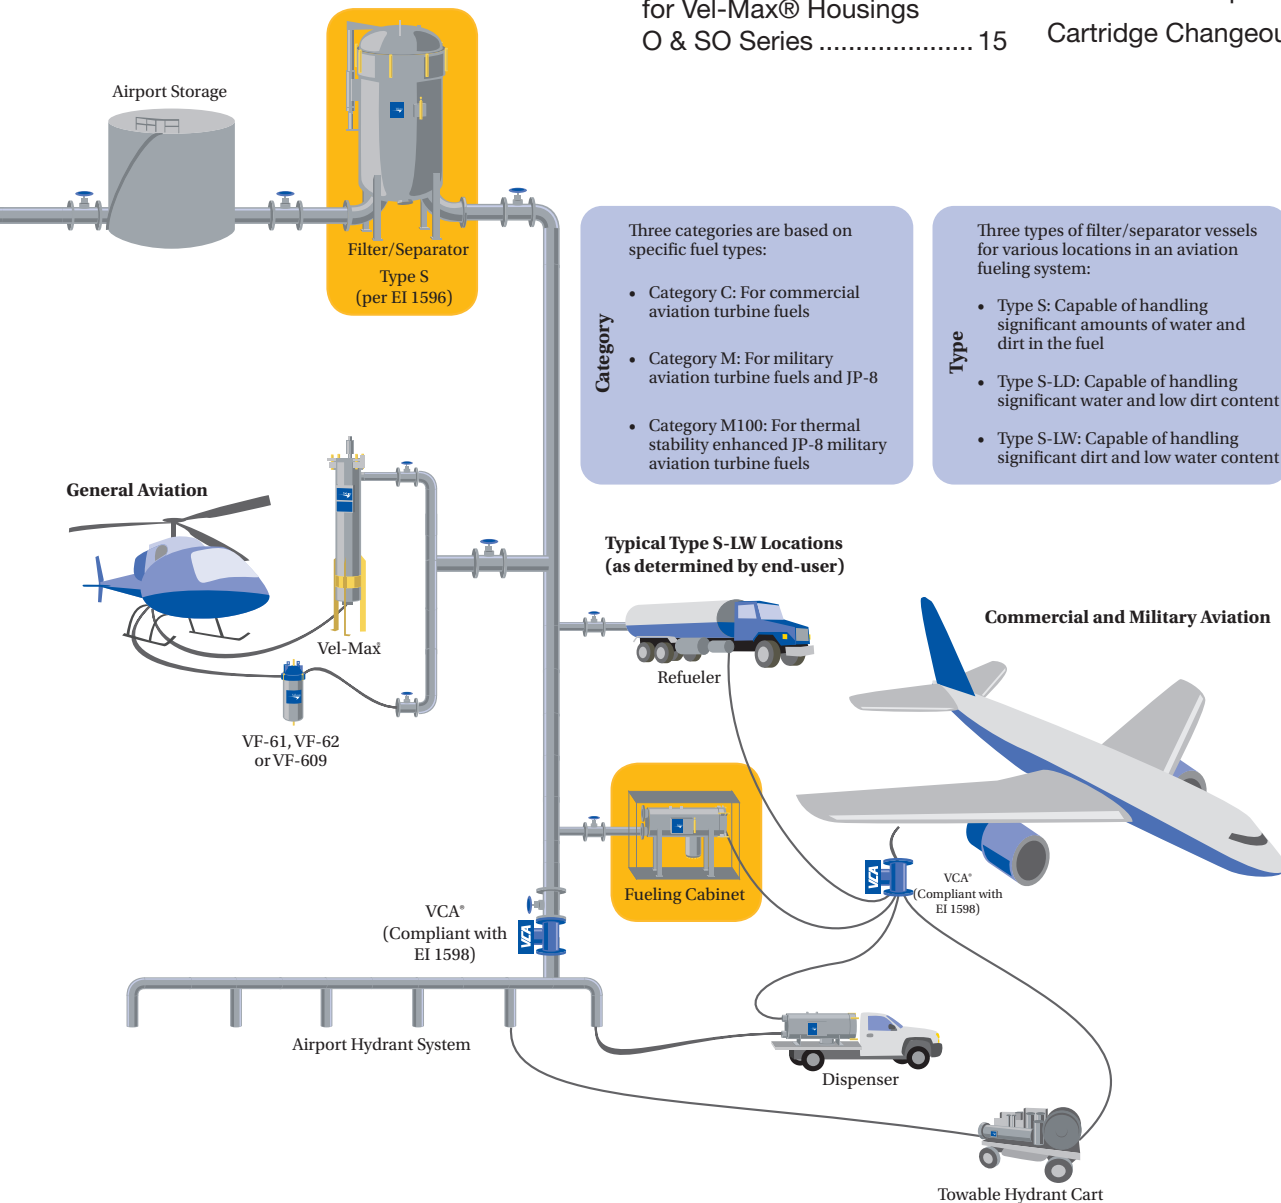 for Vel-Max® Housings
O & SO Series ..................... 15
Cartridge Changeou
Airport Storage
Filter/Separator
Type S
(per EI 1596)
Category
Three categories are based on
specific fuel types:
• Category C: For commercial
aviation turbine fuels
• Category M: For military
aviation turbine fuels and JP-8
• Category M100: For thermal
stability enhanced JP-8 military
aviation turbine fuels
Type
Three types of filter/separator vessels
for various locations in an aviation
fueling system:
• Type S: Capable of handling
significant amounts of water and
dirt in the fuel
• Type S-LD: Capable of handling
significant water and low dirt content
• Type S-LW: Capable of handling
significant dirt and low water content
General Aviation
Vel-Max®
VF-61, VF-62
or VF-609
Typical Type S-LW Locations
(as determined by end-user)
Refueler
Commercial and Military Aviation
Fueling Cabinet
VCA
VCA®
(Compliant with
EI 1598)
VCA®
(Compliant with
EI 1598)
VCA
Airport Hydrant System
Dispenser
Towable Hydrant Cart